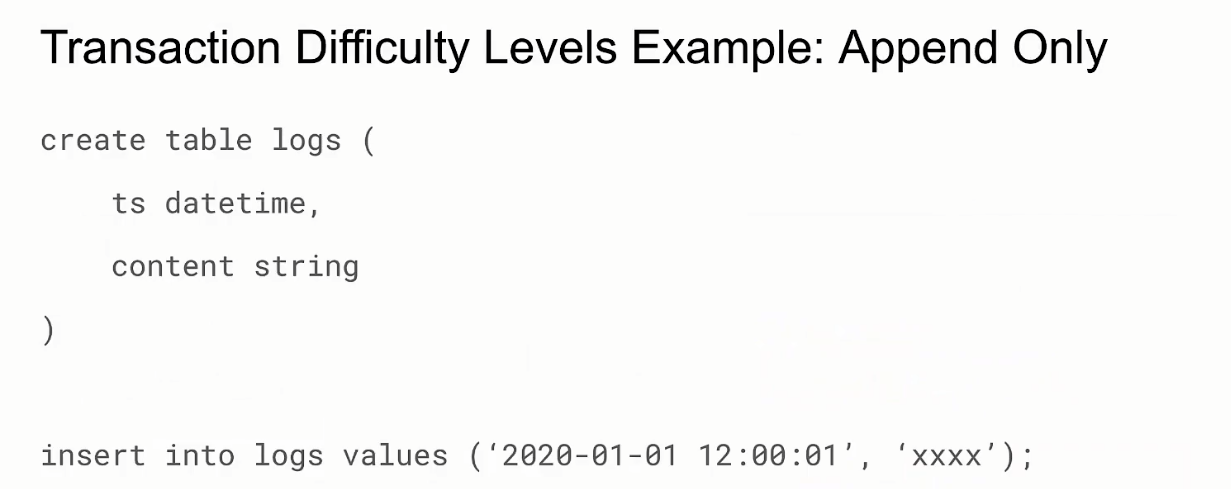 Transaction Difficulty Levels Example: Append Only
create table logs (
ts datetime,
content string
)
insert into logs values (‘2020-01-01 12:00:01’, ‘xxxx’);